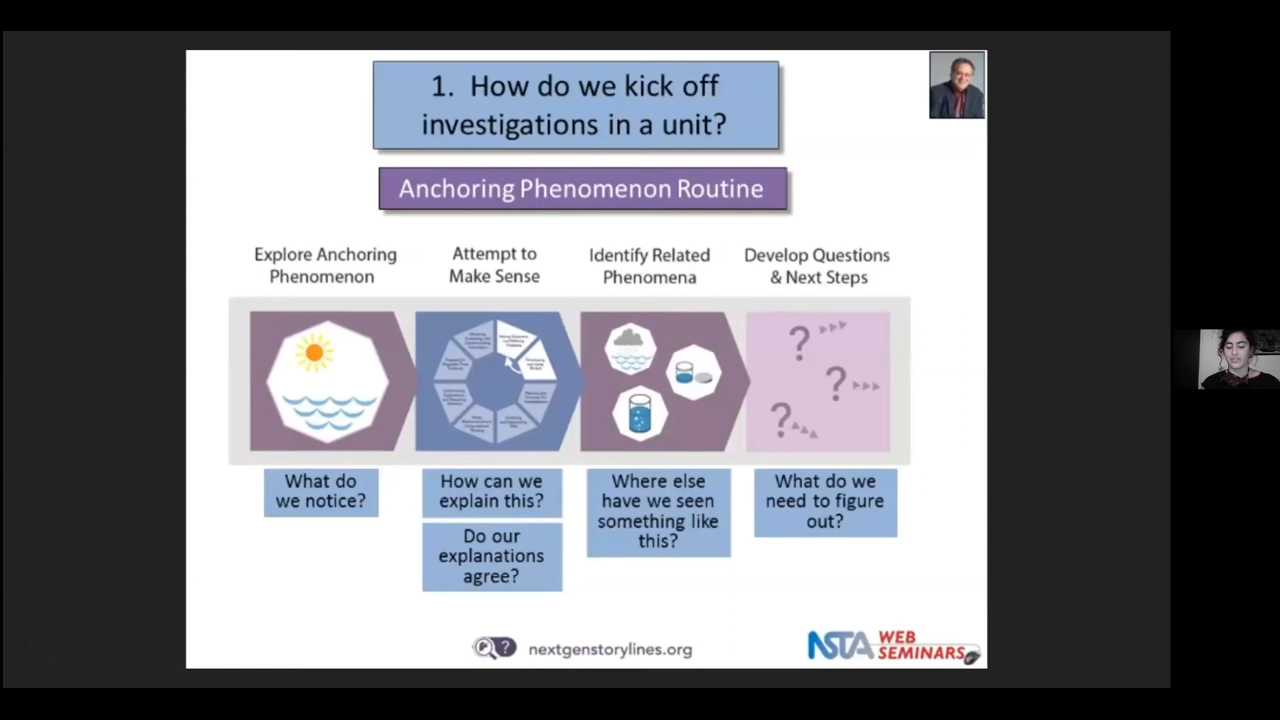 1. How do we kick off
investigations in a unit?
Anchoring Phenomenon Routine
Explore Anchoring
Phenomenon
Attempt to
Make Sense
Identify Related
Phenomena
Develop Questions
& Next Steps
What do
we notice?
How can we
explain this?
Do our
explanations
agree?
Where else
have we seen
something like
this?
What do we
need to figure
out?
?
?
?
?
nextgenstorylines.org
NSTA WEB
SEMINARS